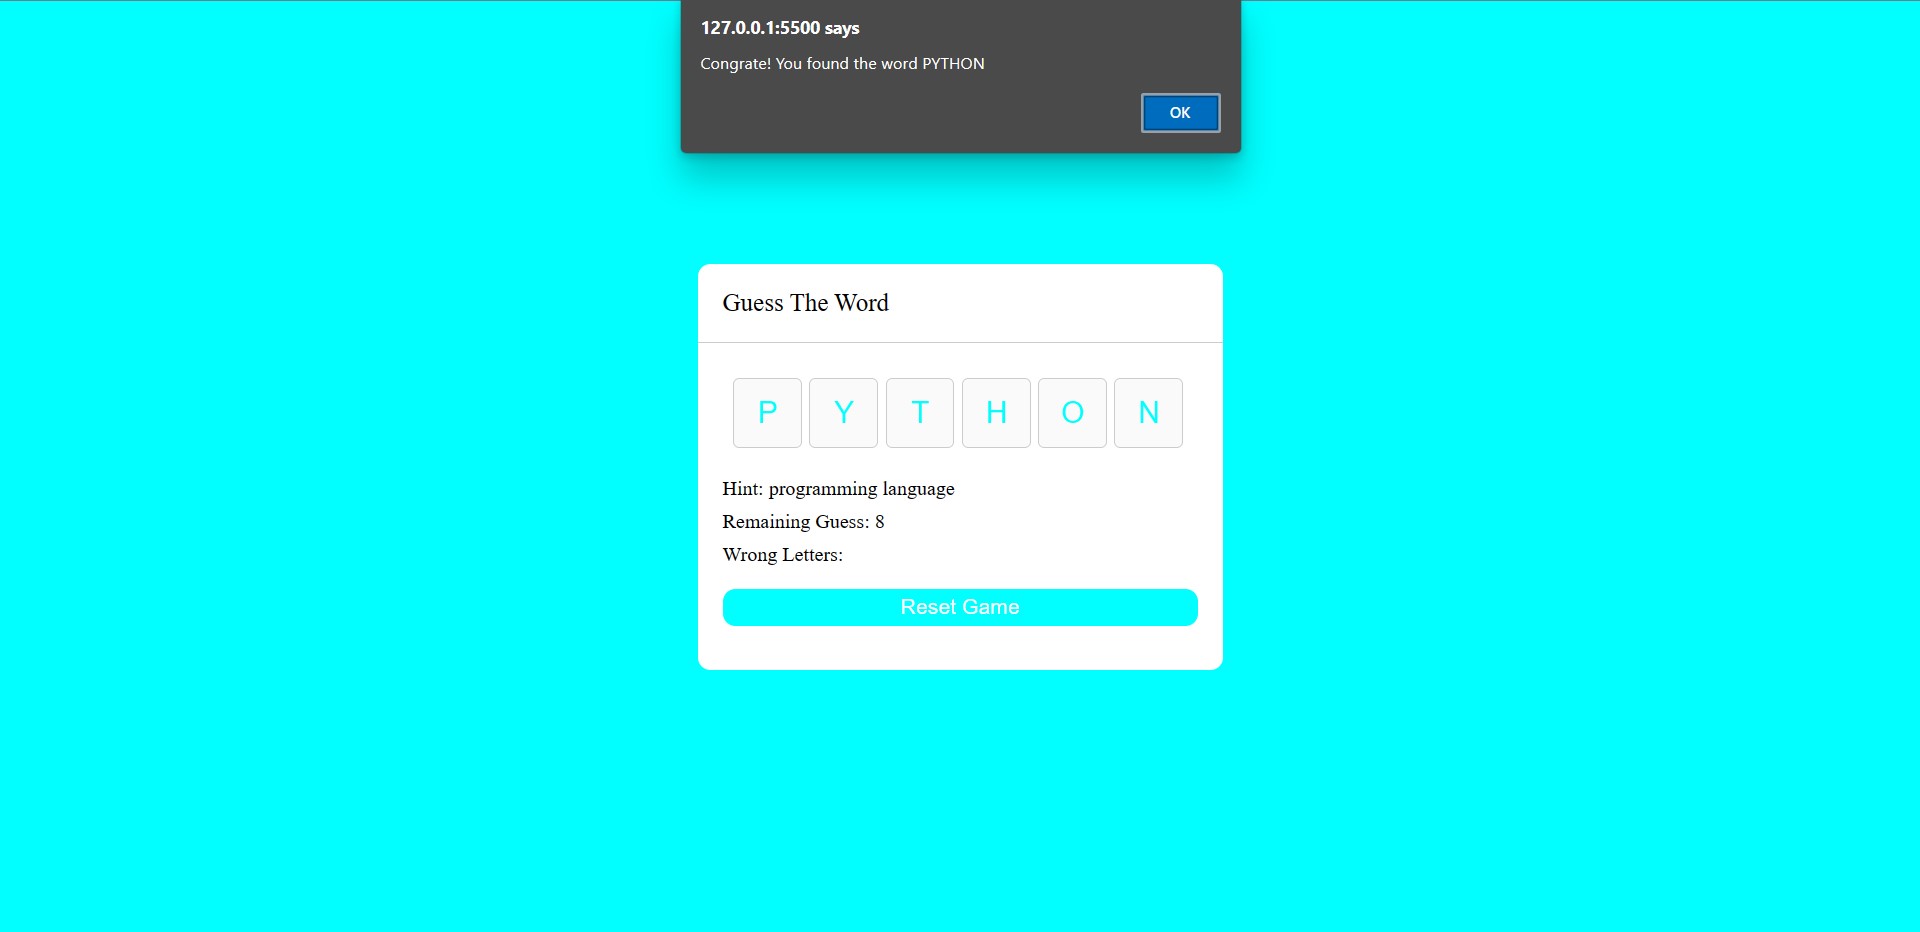 127.0.0.1:5500 says
Congrate! You found the word PYTHON
OK
Guess The Word
P Y T H O N
Hint: programming language
Remaining Guess: 8
Wrong Letters:
Reset Game